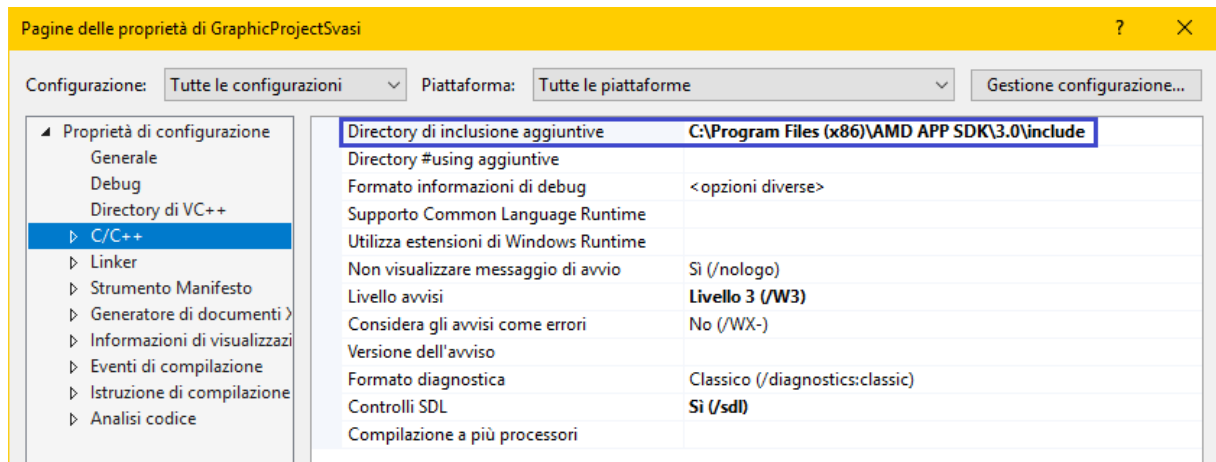 Pagine delle proprietà di GraphicProjectSvasi ? ×
Configurazione: Tutte le configurazioni Piattaforma: Tutte le piattaforme Gestione configurazione...
Proprietà di configurazione
Generale
Debug
Directory di VC++
C/C++
Linker
Strumento Manifesto
Generatore di documenti X
Informazioni di visualizzazi
Eventi di compilazione
Istruzione di compilazione
Analisi codice
Directory di inclusione aggiuntive C:\Program Files (x86)\AMD APP SDK\3.0\include
Directory #using aggiuntive
Formato informazioni di debug <opzioni diverse>
Supporto Common Language Runtime
Utilizza estensioni di Windows Runtime
Non visualizzare messaggio di avvio Sì (/nologo)
Livello avvisi Livello 3 (/W3)
Considera gli avvisi come errori No (/WX-)
Versione dell'avviso
Formato diagnostica Classico (/diagnostics:classic)
Controlli SDL Sì (/sdl)
Compilazione a più processori